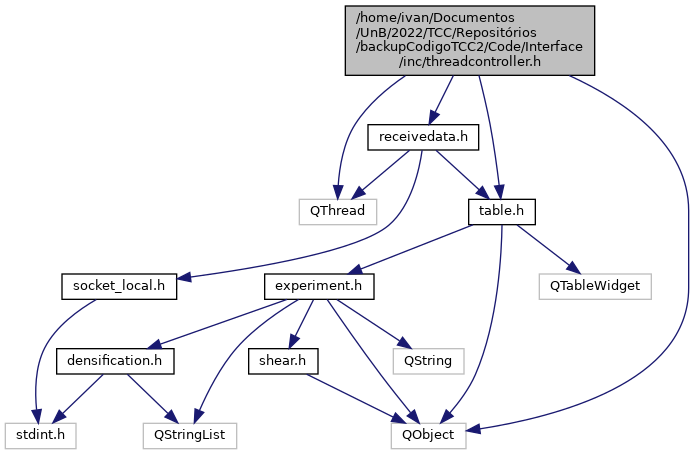 /home/ivan/Documentos
/UnB/2022/TCC/Repositórios
/backupCodigoTCC2/Code/Interface
/inc/threadcontroller.h
receivedata.h
QThread
table.h
socket_local.h
experiment.h
QTableWidget
densification.h
shear.h
QString
stdint.h
QStringList
QObject